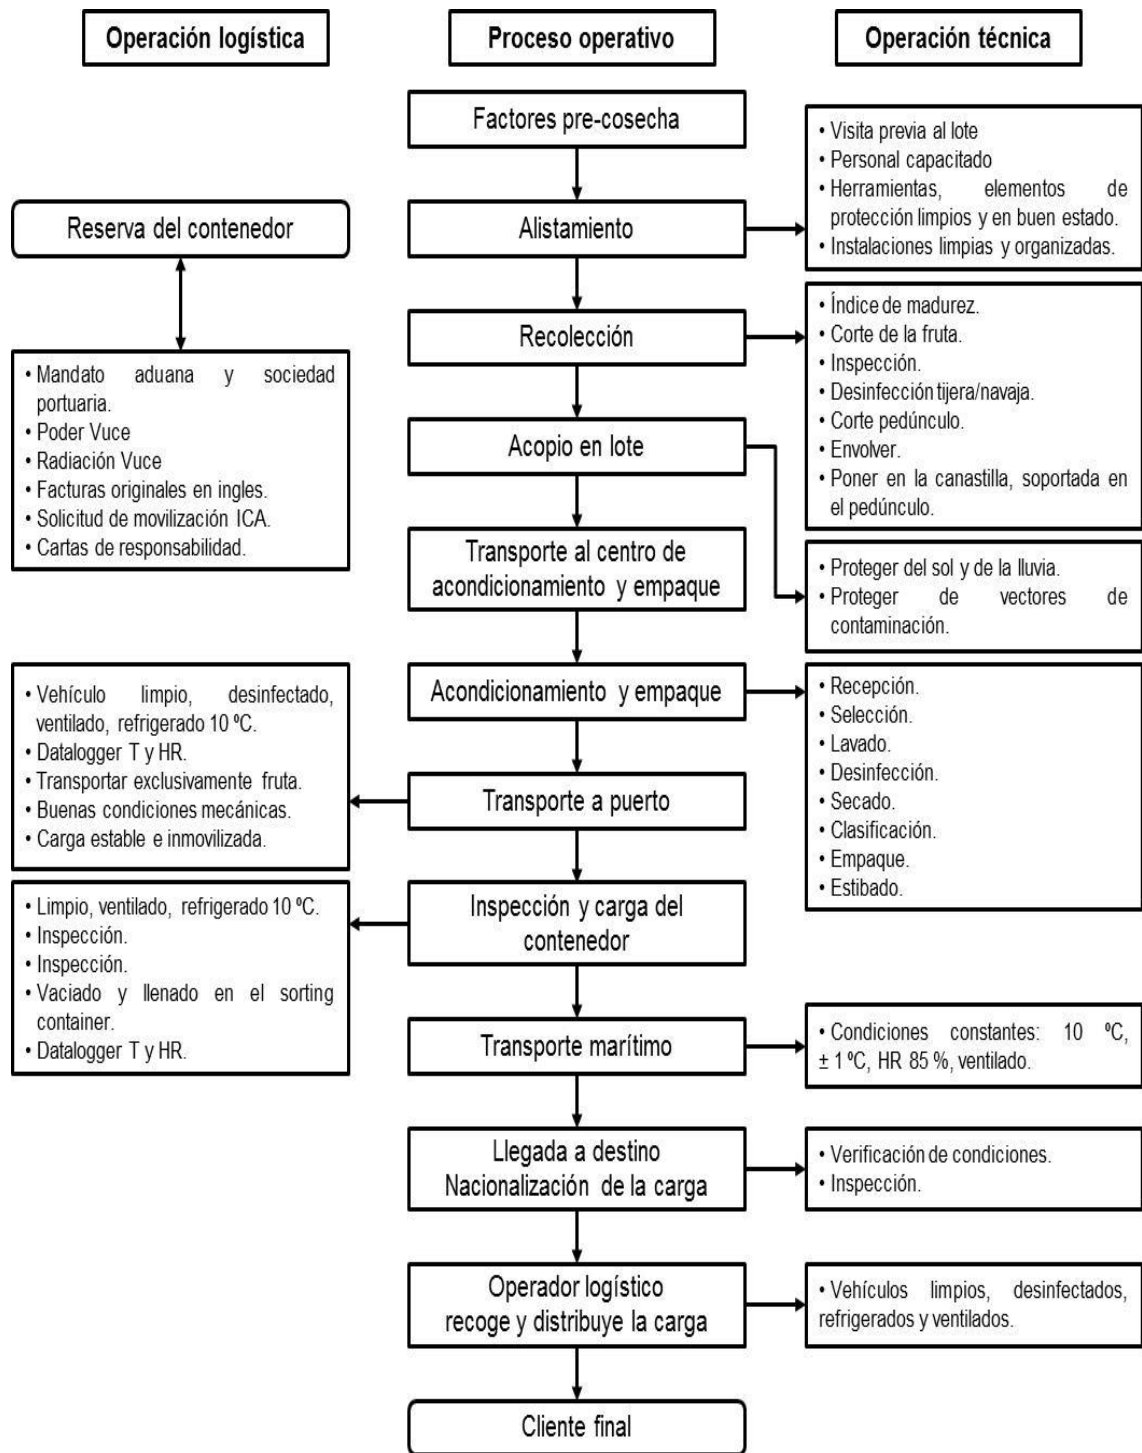 Operación logística
Proceso operativo
Operación técnica
Factores pre-cosecha
• Visita previa al lote
• Personal capacitado
• Herramientas, elementos de
protección limpios y en buen estado.
• Instalaciones limpias y organizadas.
Reserva del contenedor
Alistamiento
• Mandato aduana y sociedad
portuaria.
• Poder Vuce
• Radiación Vuce
• Facturas originales en ingles.
• Solicitud de movilización ICA.
• Cartas de responsabilidad.
Recolección
• Índice de madurez.
• Corte de la fruta.
• Inspección.
• Desinfección tijera/navaja.
• Corte pedúnculo.
• Envolver.
• Poner en la canastilla, soportada en
el pedúnculo.
Acopio en lote
• Proteger del sol y de la lluvia.
• Proteger de vectores de
contaminación.
Transporte al centro de
acondicionamiento y empaque
Acondicionamiento y empaque
• Recepción.
• Selección.
• Lavado.
• Desinfección.
• Secado.
• Clasificación.
• Empaque.
• Estibado.
• Vehículo limpio, desinfectado,
ventilado, refrigerado 10 ºC.
• Datalogger T y HR.
• Transportar exclusivamente fruta.
• Buenas condiciones mecánicas.
• Carga estable e inmovilizada.
Transporte a puerto
• Limpio, ventilado, refrigerado 10 ºC.
• Inspección.
• Inspección.
• Vaciado y llenado en el sorting
container.
• Datalogger T y HR.
Inspección y carga del
contenedor
Transporte marítimo
• Condiciones constantes: 10 ºC,
± 1 ºC, HR 85 %, ventilado.
Llegada a destino
Nacionalización de la carga
• Verificación de condiciones.
• Inspección.
Operador logístico
recoge y distribuye la carga
• Vehículos limpios, desinfectados,
refrigerados y ventilados.
Cliente final